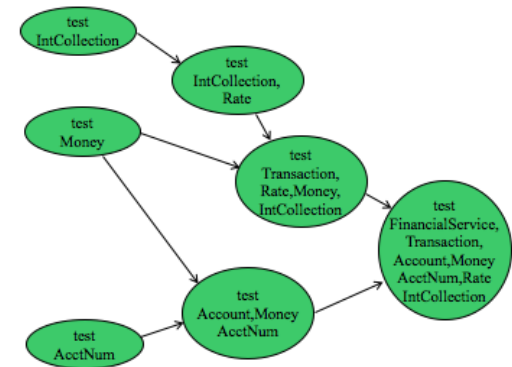 test
IntCollection
test
IntCollection,
Rate
test
Money
test
Transaction,
Rate,Money,
IntCollection
test
FinancialService,
Transaction,
Account,Money
AcctNum,Rate
IntCollection
test
Account,Money
AcctNum
test
AcctNum